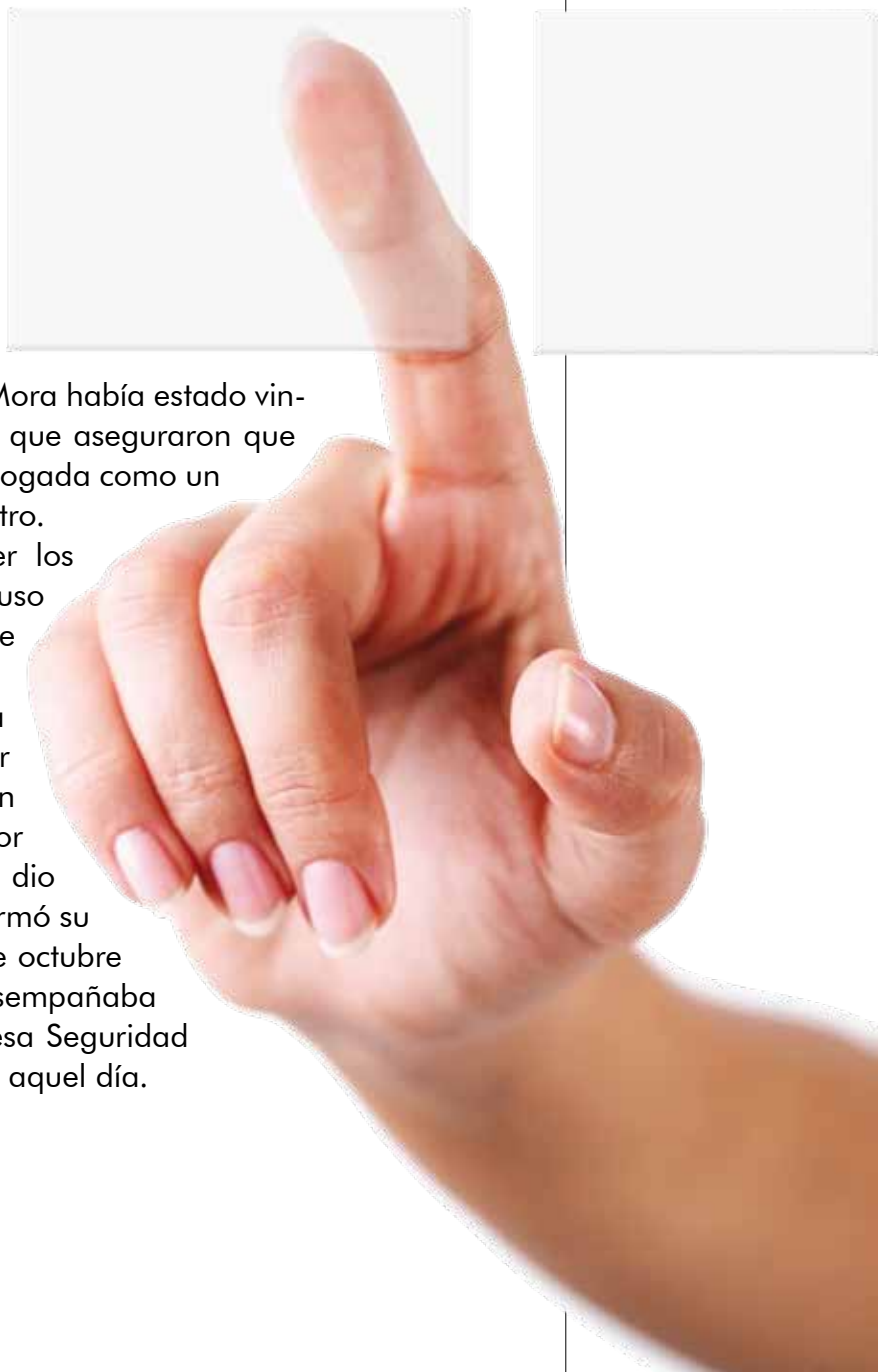 Mora había estado vin-
que aseguraron que
ogada como un
tro.
er los
uso
e
a
r
n
or
dio
rmó su
e octubre
sempañaba
esa Seguridad
aquel día.